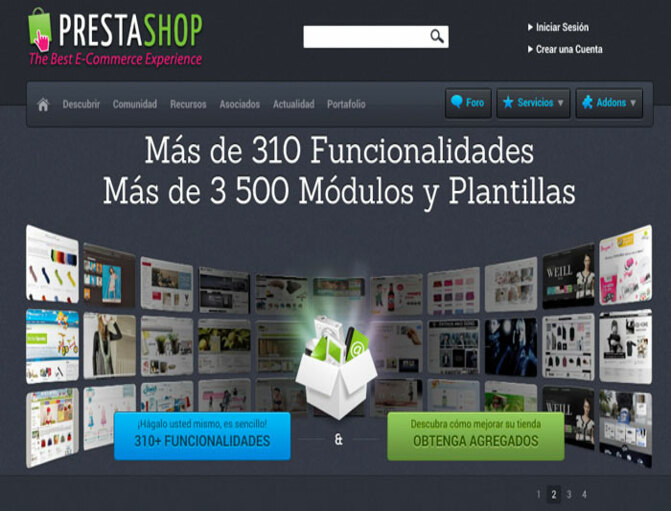 PRESTASHOP
The Best E-Commerce Experience
Iniciar Sesión
Crear una Cuenta
Descubrir Comunidad Recursos Asociados Actualidad Portafolio Foro Servicios Addons
Más de 310 Funcionalidades
Más de 3 500 Módulos y Plantillas
WEILL
WEILL
¡Hágalo usted mismo, es sencillo!
310+ FUNCIONALIDADES
&
Descubra cómo mejorar su tienda
OBTENGA AGREGADOS
1 2 3 4